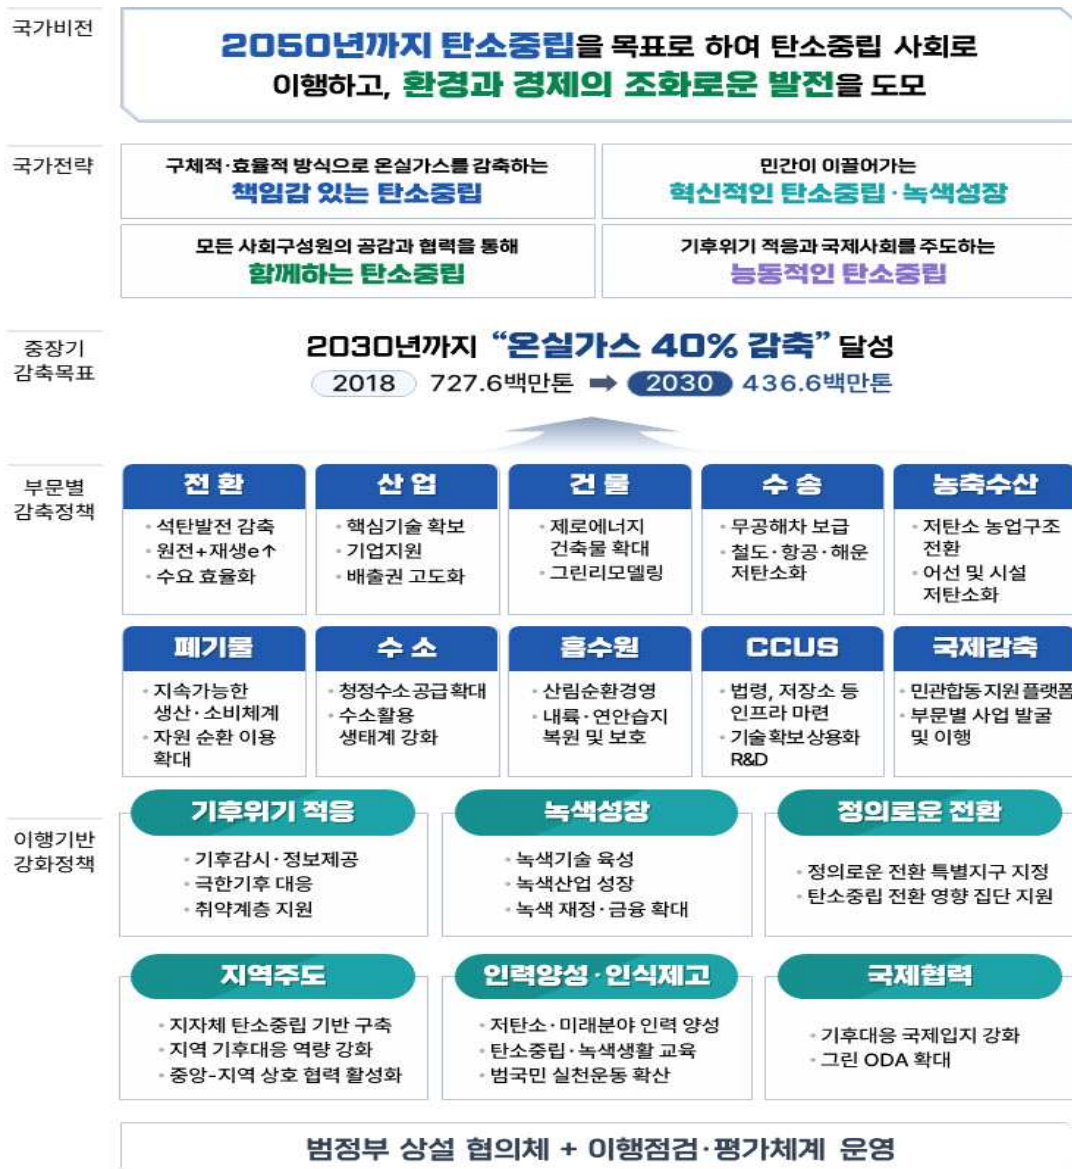 국가비전
2050년까지 탄소중립을 목표로 하여 탄소중립 사회로
이행하고, 환경과 경제의 조화로운 발전을 도모
국가전략
구체적·효율적 방식으로 온실가스를 감축하는
책임감 있는 탄소중립
민간이 이끌어가는
혁신적인 탄소중립·녹색성장
모든 사회구성원의 공감과 협력을 통해
함께하는 탄소중립
기후위기 적응과 국제사회를 주도하는
능동적인 탄소중립
중장기
감축목표
2030년까지 “온실가스 40% 감축” 달성
2018 727.6백만톤 ➡ 2030 436.6백만톤
부문별
감축정책
전 환
· 석탄발전 감축
· 원전+재생e↑
· 수요 효율화
산 업
· 핵심기술 확보
· 기업지원
· 배출권 고도화
건 물
· 제로에너지
건축물 확대
· 그린리모델링
수 송
· 무공해차 보급
· 철도·항공·해운
저탄소화
농축수산
· 저탄소 농업구조
전환
· 어선 및 시설
저탄소화
폐기물
· 지속가능한
생산·소비체계
· 자원 순환 이용
확대
수 소
· 청정수소 공급 확대
· 수소활용
생태계 강화
흡수원
· 산림순환경영
· 내륙·연안습지
복원 및 보호
CCUS
· 법령, 저장소 등
인프라 마련
· 기술 확보 상용화
R&D
국제감축
· 민관합동 지원 플랫폼
· 부문별 사업 발굴
및 이행
이행기반
강화정책
기후위기 적응
· 기후감시·정보제공
· 극한기후 대응
· 취약계층 지원
녹색성장
· 녹색기술 육성
· 녹색산업 성장
· 녹색 재정·금융 확대
정의로운 전환
· 정의로운 전환 특별지구 지정
· 탄소중립 전환 영향 집단 지원
지역주도
· 지자체 탄소중립 기반 구축
· 지역 기후대응 역량 강화
· 중앙-지역 상호 협력 활성화
인력양성·인식제고
· 저탄소·미래분야 인력 양성
· 탄소중립·녹색생활 교육
· 범국민 실천운동 확산
국제협력
· 기후대응 국제입지 강화
· 그린 ODA 확대
범정부 상설 협의체 + 이행점검·평가체계 운영